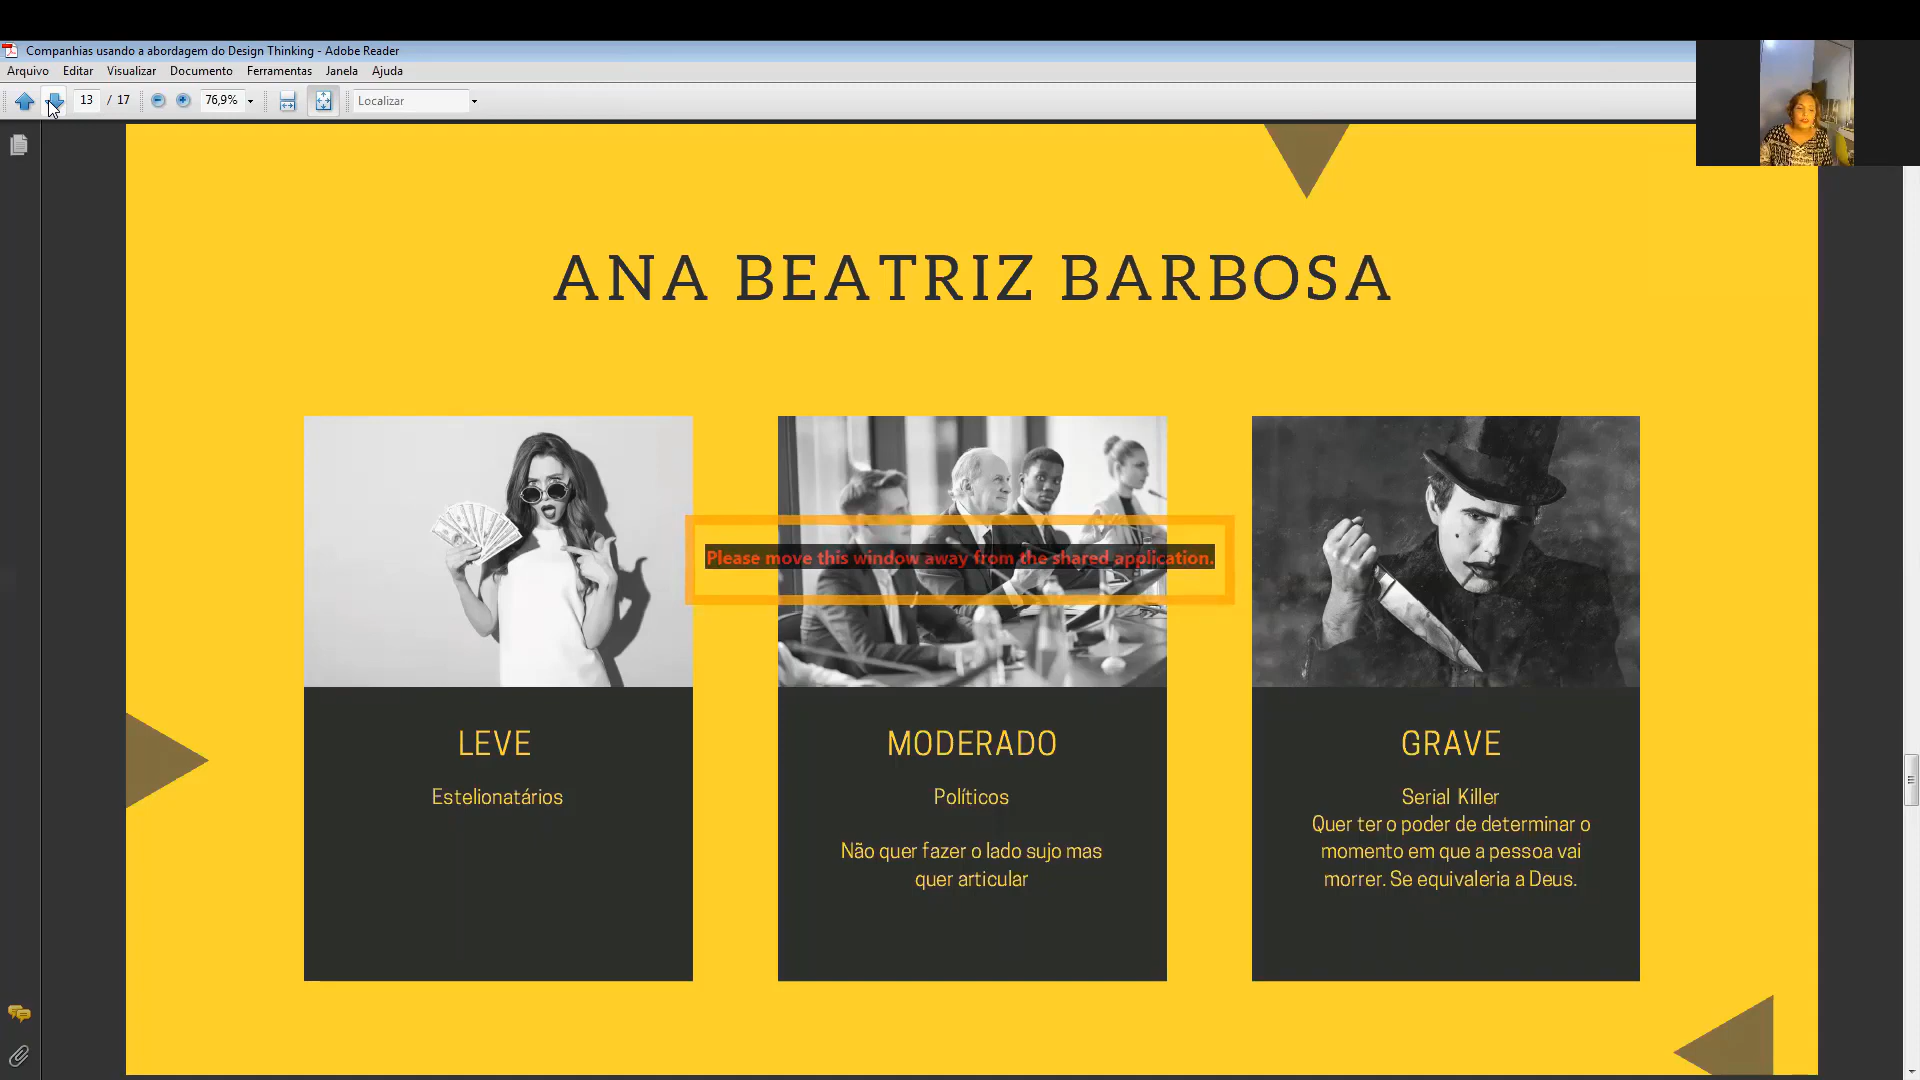 Companhias usando a abordagem do Design Thinking - Adobe Reader
Arquivo Editar Visualizar Documento Ferramentas Janela Ajuda
13 / 17 76,9% Localizar
ANA BEATRIZ BARBOSA
Please move this window away from the shared application.
LEVE
Estelionatários
MODERADO
Políticos
Não quer fazer o lado sujo mas
quer articular
GRAVE
Serial Killer
Quer ter o poder de determinar o
momento em que a pessoa vai
morrer. Se equivaleria a Deus.